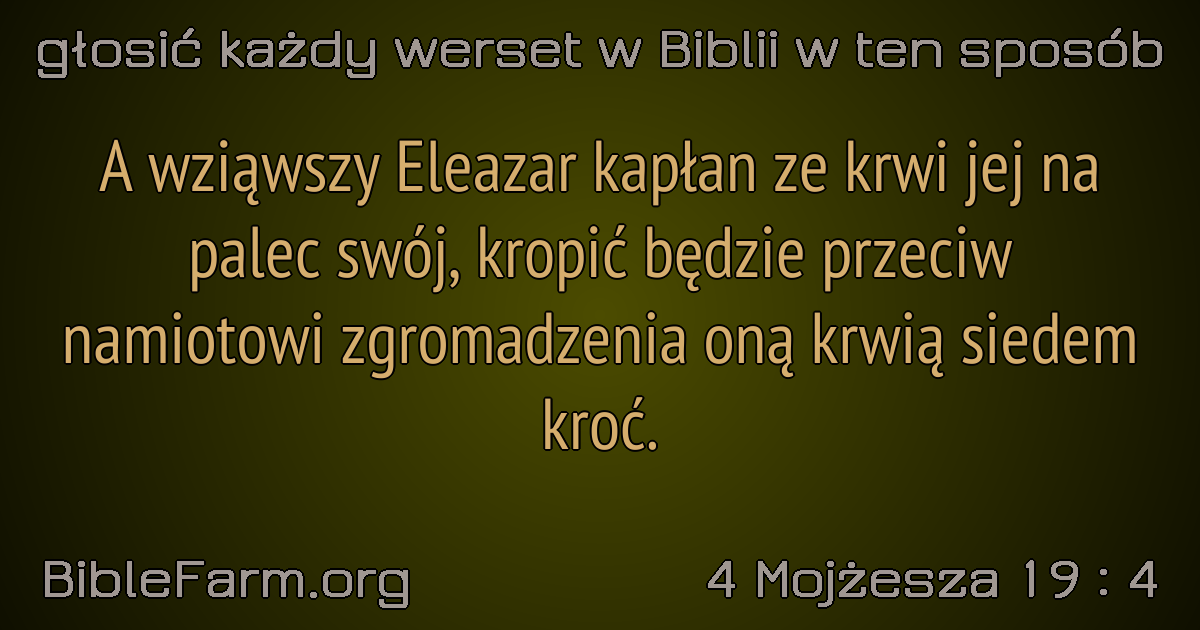 głosić każdy werset w Biblii w ten sposób
A wziąwszy Eleazar kapłan ze krwi jej na
palec swój, kropić będzie przeciw
namiotowi zgromadzenia oną krwią siedem
kroć.
BibleFarm.org
4 Mojżesza 19 : 4